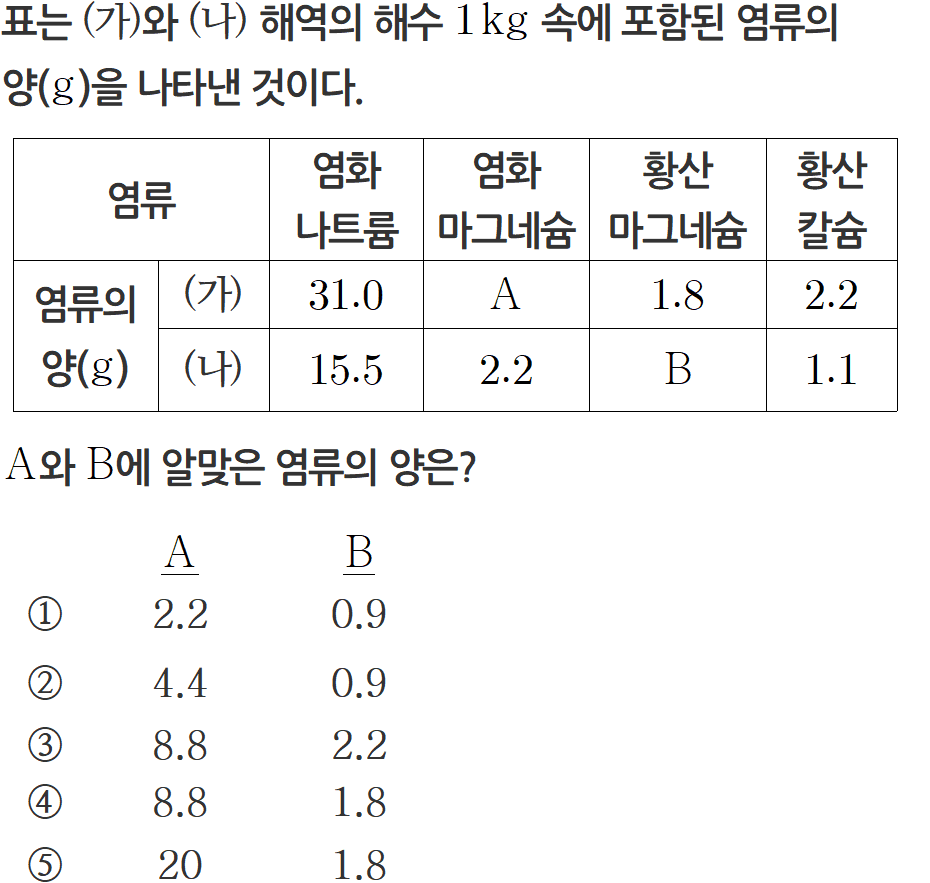 표는 (가)와 (나) 해역의 해수 1kg 속에 포함된 염류의
양(g)을 나타낸 것이다.
염류 염화 나트륨 염화 마그네슘 황산 마그네슘 황산 칼슘
염류의 양(g) (가) 31.0 A 1.8 2.2
(나) 15.5 2.2 B 1.1
A와 B에 알맞은 염류의 양은?
A B
① 2.2 0.9
② 4.4 0.9
③ 8.8 2.2
④ 8.8 1.8
⑤ 20 1.8